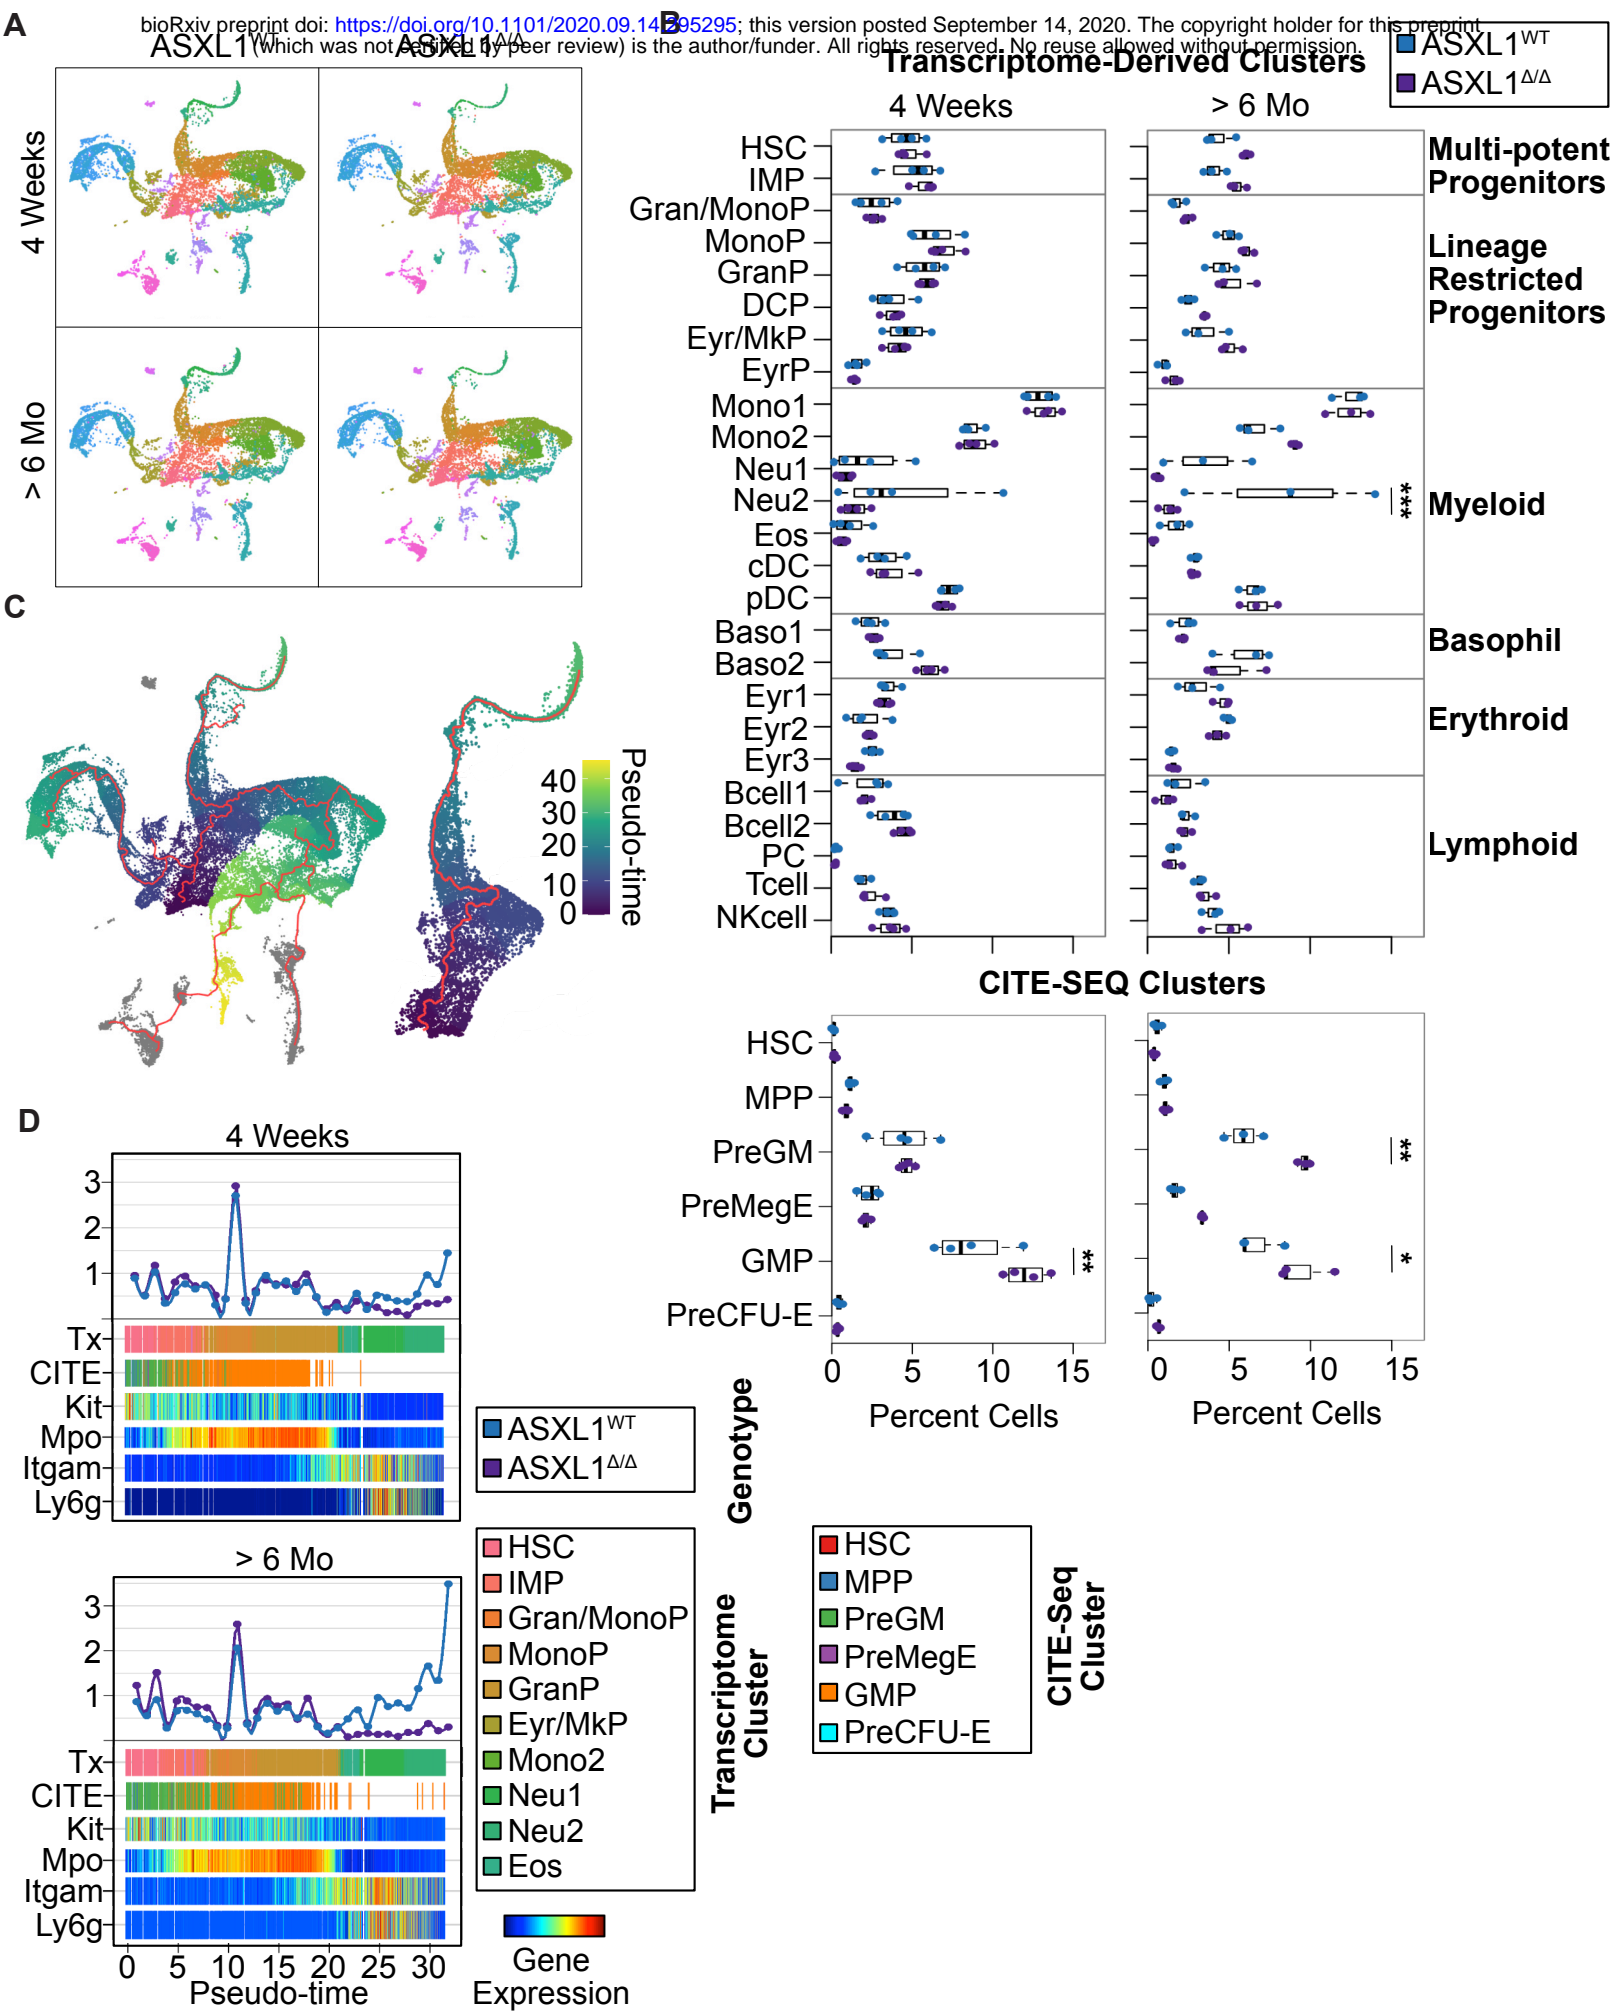 A
B
bioRxiv preprint doi: https://doi.org/10.1101/2020.09.14.295295; this version posted September 14, 2020. The copyright holder for this preprint
(which was not certified by peer review) is the author/funder. All rights reserved. No reuse allowed without permission.
ASXL1WT
ASXL1Δ/Δ
4 Weeks
> 6 Mo
ASXL1WT
ASXL1Δ/Δ
Transcriptome-Derived Clusters
4 Weeks
> 6 Mo
HSC
IMP
Gran/MonoP
MonoP
GranP
DCP
Eyr/MkP
EyrP
Mono1
Mono2
Neu1
Neu2
Eos
cDC
pDC
Baso1
Baso2
Eyr1
Eyr2
Eyr3
Bcell1
Bcell2
PC
Tcell
NKcell
***
Multi-potent
Progenitors
Lineage
Restricted
Progenitors
Myeloid
Basophil
Erythroid
Lymphoid
CITE-SEQ Clusters
HSC
MPP
PreGM
PreMegE
GMP
PreCFU-E
**
**
*
0 5 10 15
0 5 10 15
Percent Cells
Percent Cells
C
40
30
20
10
0
Pseudo-time
D
4 Weeks
3
2
1
Tx
CITE
Kit
Mpo
Itgam
Ly6g
> 6 Mo
3
2
1
Tx
CITE
Kit
Mpo
Itgam
Ly6g
0 5 10 15 20 25 30
Pseudo-time
ASXL1WT
ASXL1Δ/Δ
Genotype
HSC
IMP
Gran/MonoP
MonoP
GranP
Eyr/MkP
Mono2
Neu1
Neu2
Eos
Transcriptome
Cluster
HSC
MPP
PreGM
PreMegE
GMP
PreCFU-E
CITE-Seq
Cluster
Gene
Expression